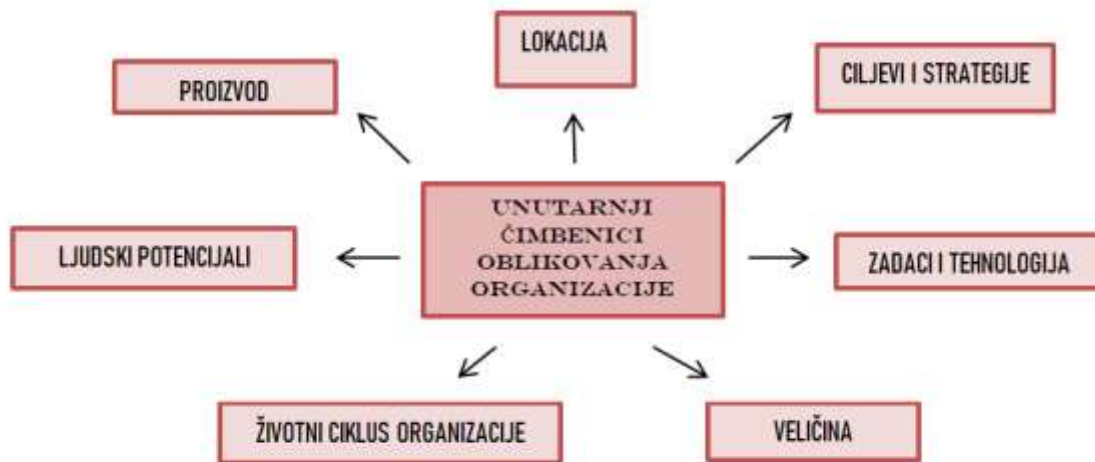 LOKACIJA
CILJEVI I STRATEGIJE
PROIZVOD
UNUTARNJI
ČIMBENICI
OBLIKOVANJA
ORGANIZACIJE
LJUDSKI POTENCIJALI
ZADACI I TEHNOLOGIJA
ŽIVOTNI CIKLUS ORGANIZACIJE
VELIČINA